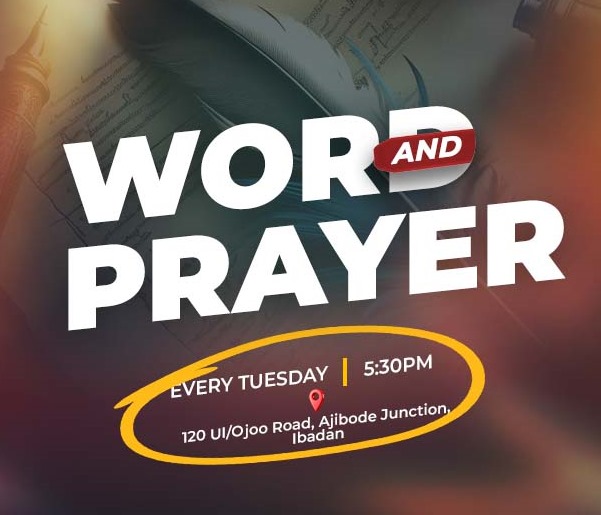 WORD
AND
PRAYER
EVERY TUESDAY | 5:30PM
120 UI/Ojoo Road, Ajibode Junction,
Ibadan